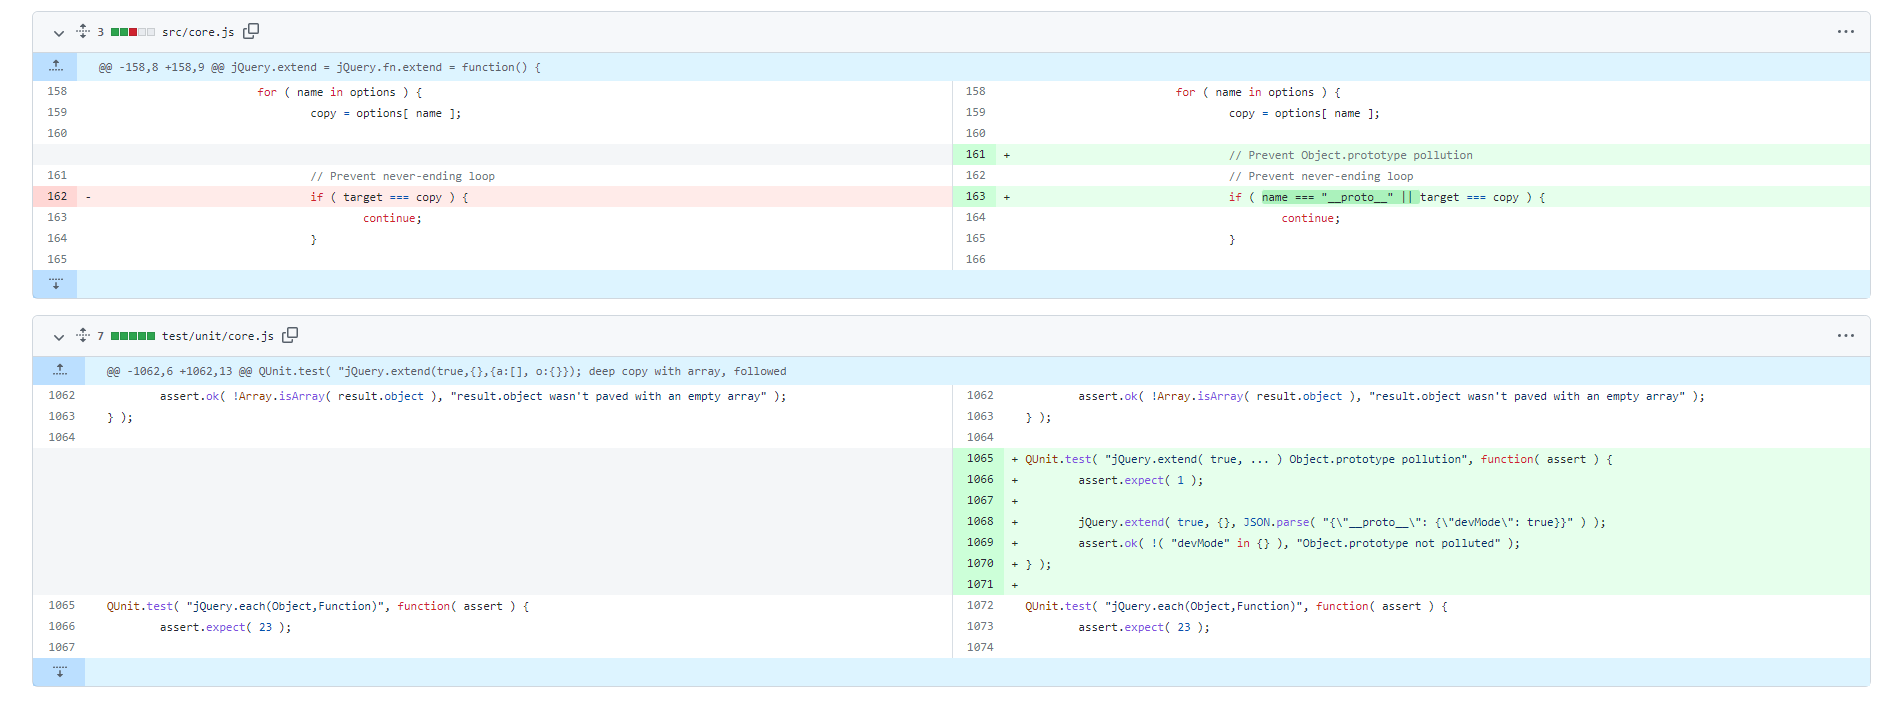 3 src/core.js
@@ -158,8 +158,9 @@ jQuery.extend = jQuery.fn.extend = function() {
158 for ( name in options ) { 158 for ( name in options ) {
159 copy = options[ name ]; 159 copy = options[ name ];
160 160
161 + // Prevent Object.prototype pollution
161 // Prevent never-ending loop 162 // Prevent never-ending loop
162 - if ( target === copy ) { 163 + if ( name === "__proto__" || target === copy ) {
163 continue; 164 continue;
164 } 165 }
165 166
7 test/unit/core.js
@@ -1062,6 +1062,13 @@ QUnit.test( "jQuery.extend(true,{},{a:[], o:{}}); deep copy with array, followed
1062 assert.ok( !Array.isArray( result.object ), "result.object wasn't paved with an empty array" ); 1062 assert.ok( !Array.isArray( result.object ), "result.object wasn't paved with an empty array" );
1063 } ); 1063 } );
1064 1064
1065 + QUnit.test( "jQuery.extend( true, ... ) Object.prototype pollution", function( assert ) {
1066 + assert.expect( 1 );
1067 +
1068 + jQuery.extend( true, {}, JSON.parse( "{\"__proto__\": {\"devMode\": true}}" ) );
1069 + assert.ok( !( "devMode" in {} ), "Object.prototype not polluted" );
1070 + } );
1071 +
1065 QUnit.test( "jQuery.each(Object,Function)", function( assert ) { 1072 QUnit.test( "jQuery.each(Object,Function)", function( assert ) {
1066 assert.expect( 23 ); 1073 assert.expect( 23 );
1067 1074